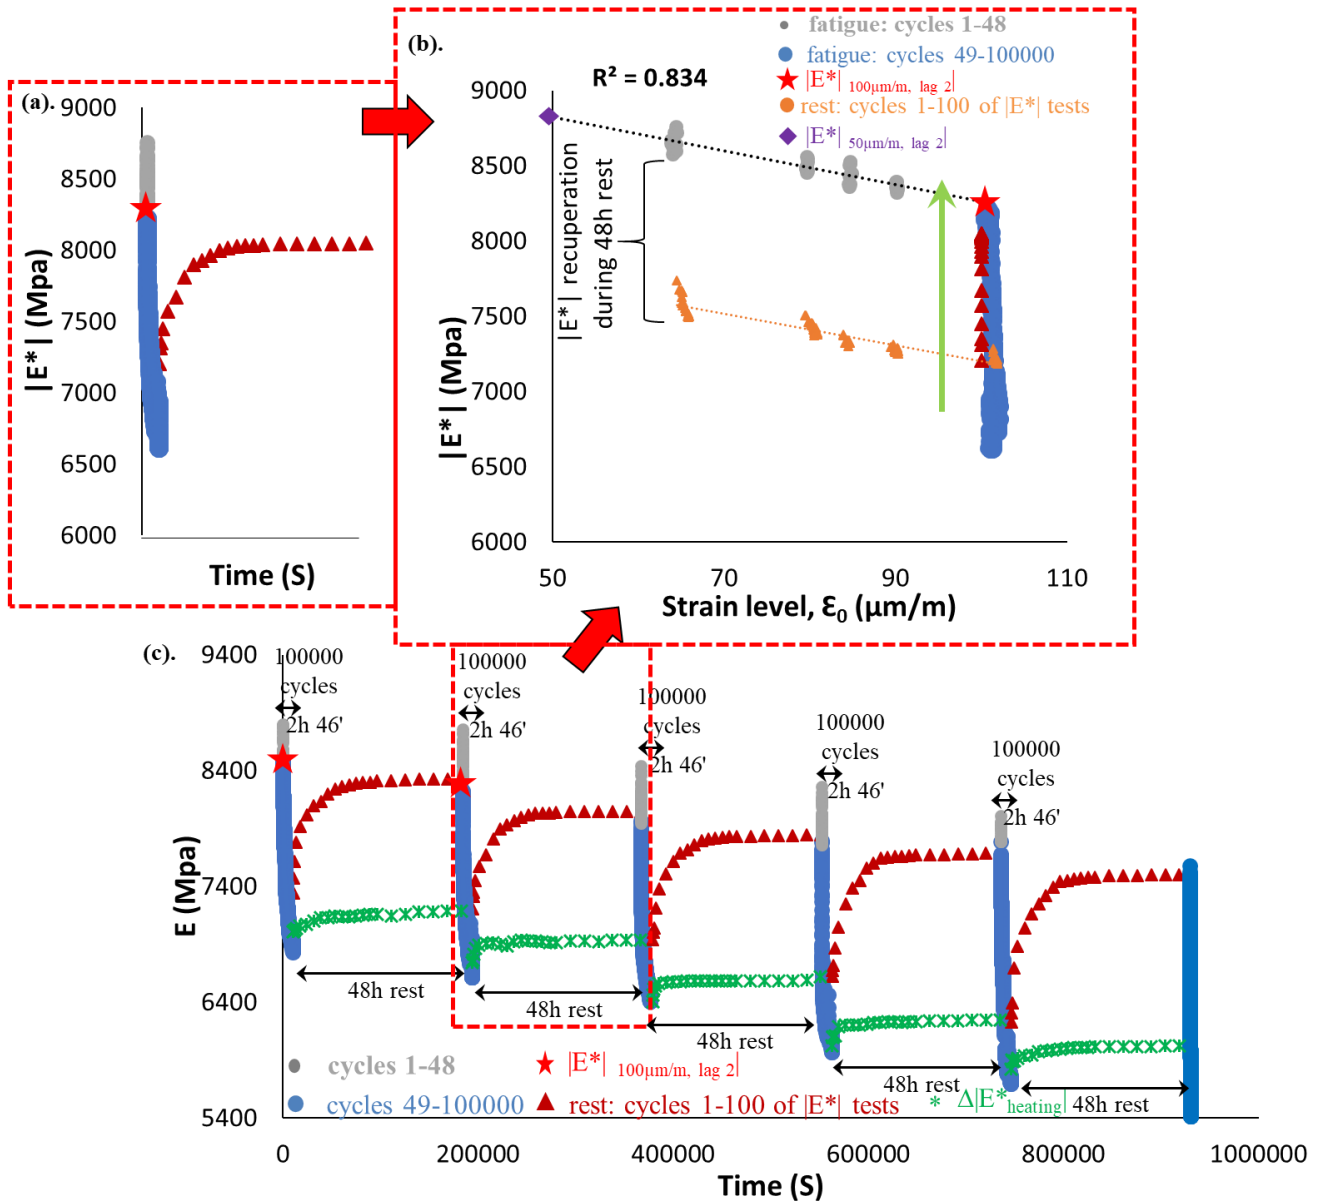 (a).
9000
8500
8000
7500
7000
6500
6000
|E*| (Mpa)
Time (S)
(b).
fatigue: cycles 1-48
fatigue: cycles 49-100000
|E*| 100µm/m, lag 2|
rest: cycles 1-100 of |E*| tests
|E*| 50µm/m, lag 2|
R² = 0.834
9000
8500
8000
7500
7000
6500
6000
|E*| (Mpa)
|E*| recuperation
during 48h rest
50
70
90
110
Strain level, Ɛ0 (µm/m)
(c).
9400
8400
7400
6400
5400
E (Mpa)
100000
cycles
2h 46'
100000
cycles
2h 46'
100000
cycles
2h 46'
100000
cycles
2h 46'
100000
cycles
2h 46'
48h rest
48h rest
48h rest
48h rest
48h rest
cycles 1-48
|E*| 100µm/m, lag 2|
cycles 49-100000
rest: cycles 1-100 of |E*| tests
* Δ|E*heating|
0
200000
400000
600000
800000
1000000
Time (S)